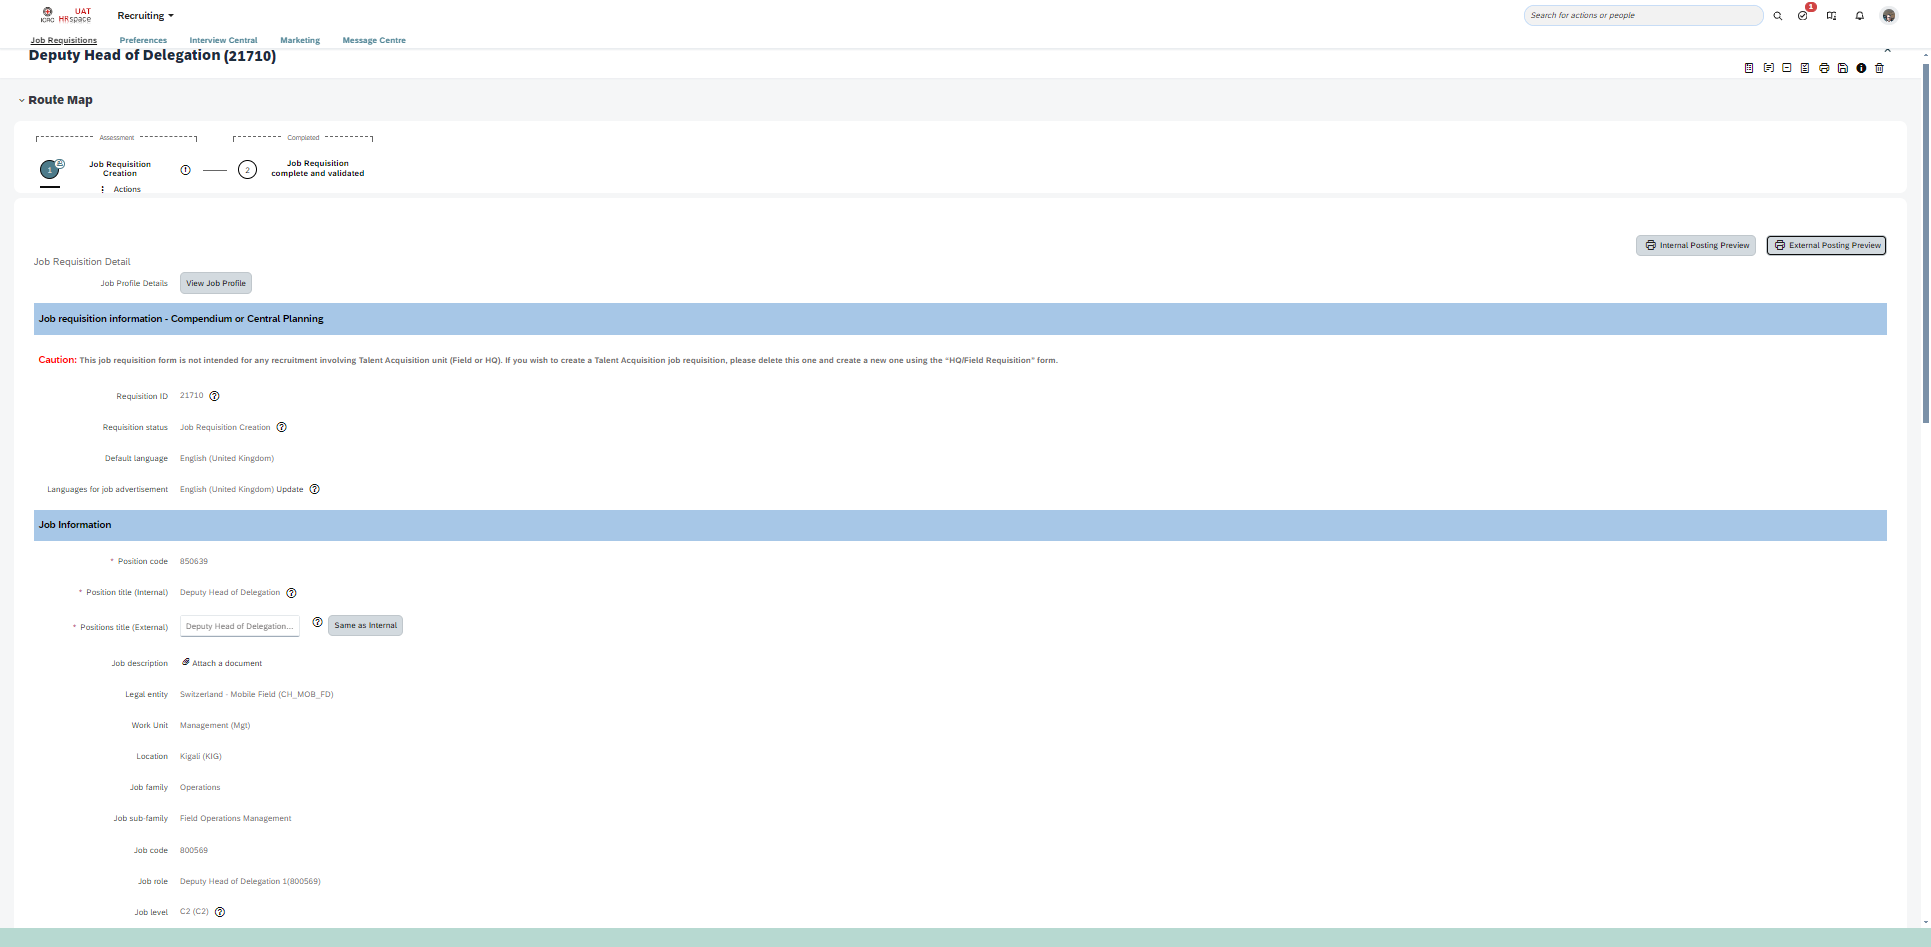 ICRC
UAT
HRspace
Recruiting
Search for actions or people
1
Job Requisitions
Preferences
Interview Central
Marketing
Message Centre
Deputy Head of Delegation (21710)
Route Map
Assessment
Completed
1
Job Requisition
Creation
2
Job Requisition
complete and validated
Actions
Internal Posting Preview
External Posting Preview
Job Requisition Detail
Job Profile Details
View Job Profile
Job requisition information - Compendium or Central Planning
Caution: This job requisition form is not intended for any recruitment involving Talent Acquisition unit (Field or HQ). If you wish to create a Talent Acquisition job requisition, please delete this one and create a new one using the “HQ/Field Requisition” form.
Requisition ID 21710
Requisition status Job Requisition Creation
Default language English (United Kingdom)
Languages for job advertisement English (United Kingdom) Update
Job Information
* Position code 850639
* Position title (Internal) Deputy Head of Delegation
* Positions title (External) Deputy Head of Delegation... Same as Internal
Job description Attach a document
Legal entity Switzerland - Mobile Field (CH_MOB_FD)
Work Unit Management (Mgt)
Location Kigali (KIG)
Job family Operations
Job sub-family Field Operations Management
Job code 800569
Job role Deputy Head of Delegation 1(800569)
Job level C2 (C2)